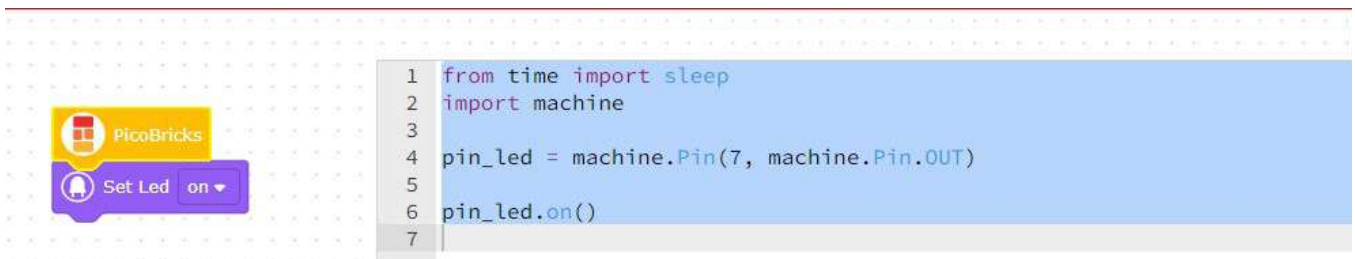 PicoBricks
Set Led on
1 from time import sleep
2 import machine
3
4 pin_led = machine.Pin(7, machine.Pin.OUT)
5
6 pin_led.on()
7